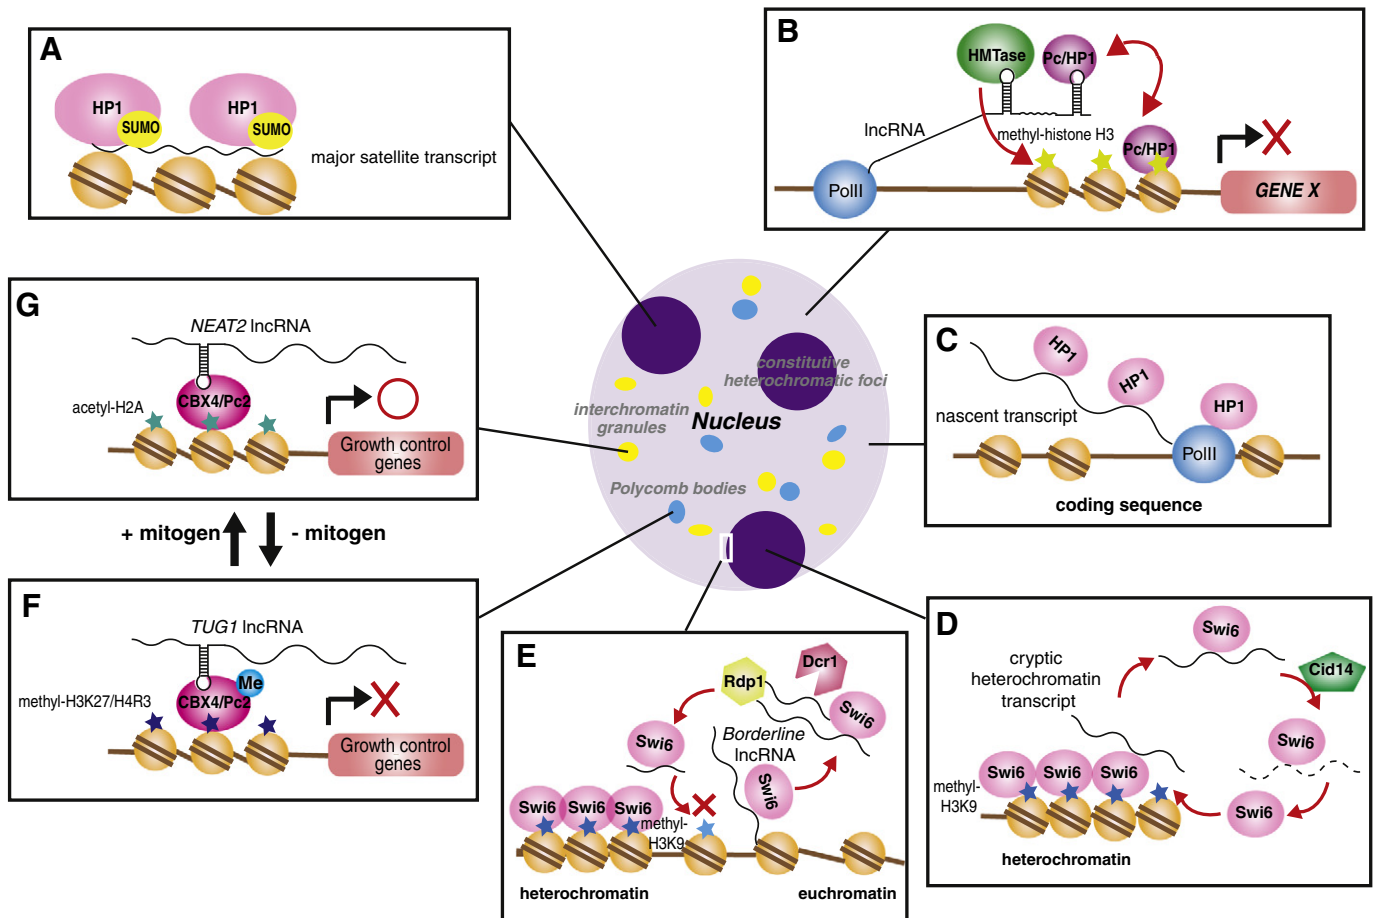 A
HP1
SUMO
HP1
SUMO
major satellite transcript
B
HMTase
Pc/HP1
lncRNA
methyl-histone H3
Pc/HP1
PolII
GENE X
G
NEAT2 lncRNA
CBX4/Pc2
acetyl-H2A
Growth control
genes
+ mitogen
- mitogen
F
TUG1 lncRNA
Me
CBX4/Pc2
methyl-H3K27/H4R3
Growth control
genes
constitutive
heterochromatic foci
interchromatin
granules
Nucleus
Polycomb bodies
C
HP1
HP1
HP1
nascent transcript
PolII
coding sequence
D
Swi6
Cid14
cryptic
heterochromatin
transcript
Swi6
Swi6
Swi6
Swi6
Swi6
methyl-
H3K9
heterochromatin
E
Dcr1
Rdp1
Swi6
Swi6
Borderline
lncRNA
Swi6
Swi6
Swi6
Swi6
methyl-
H3K9
heterochromatin
euchromatin